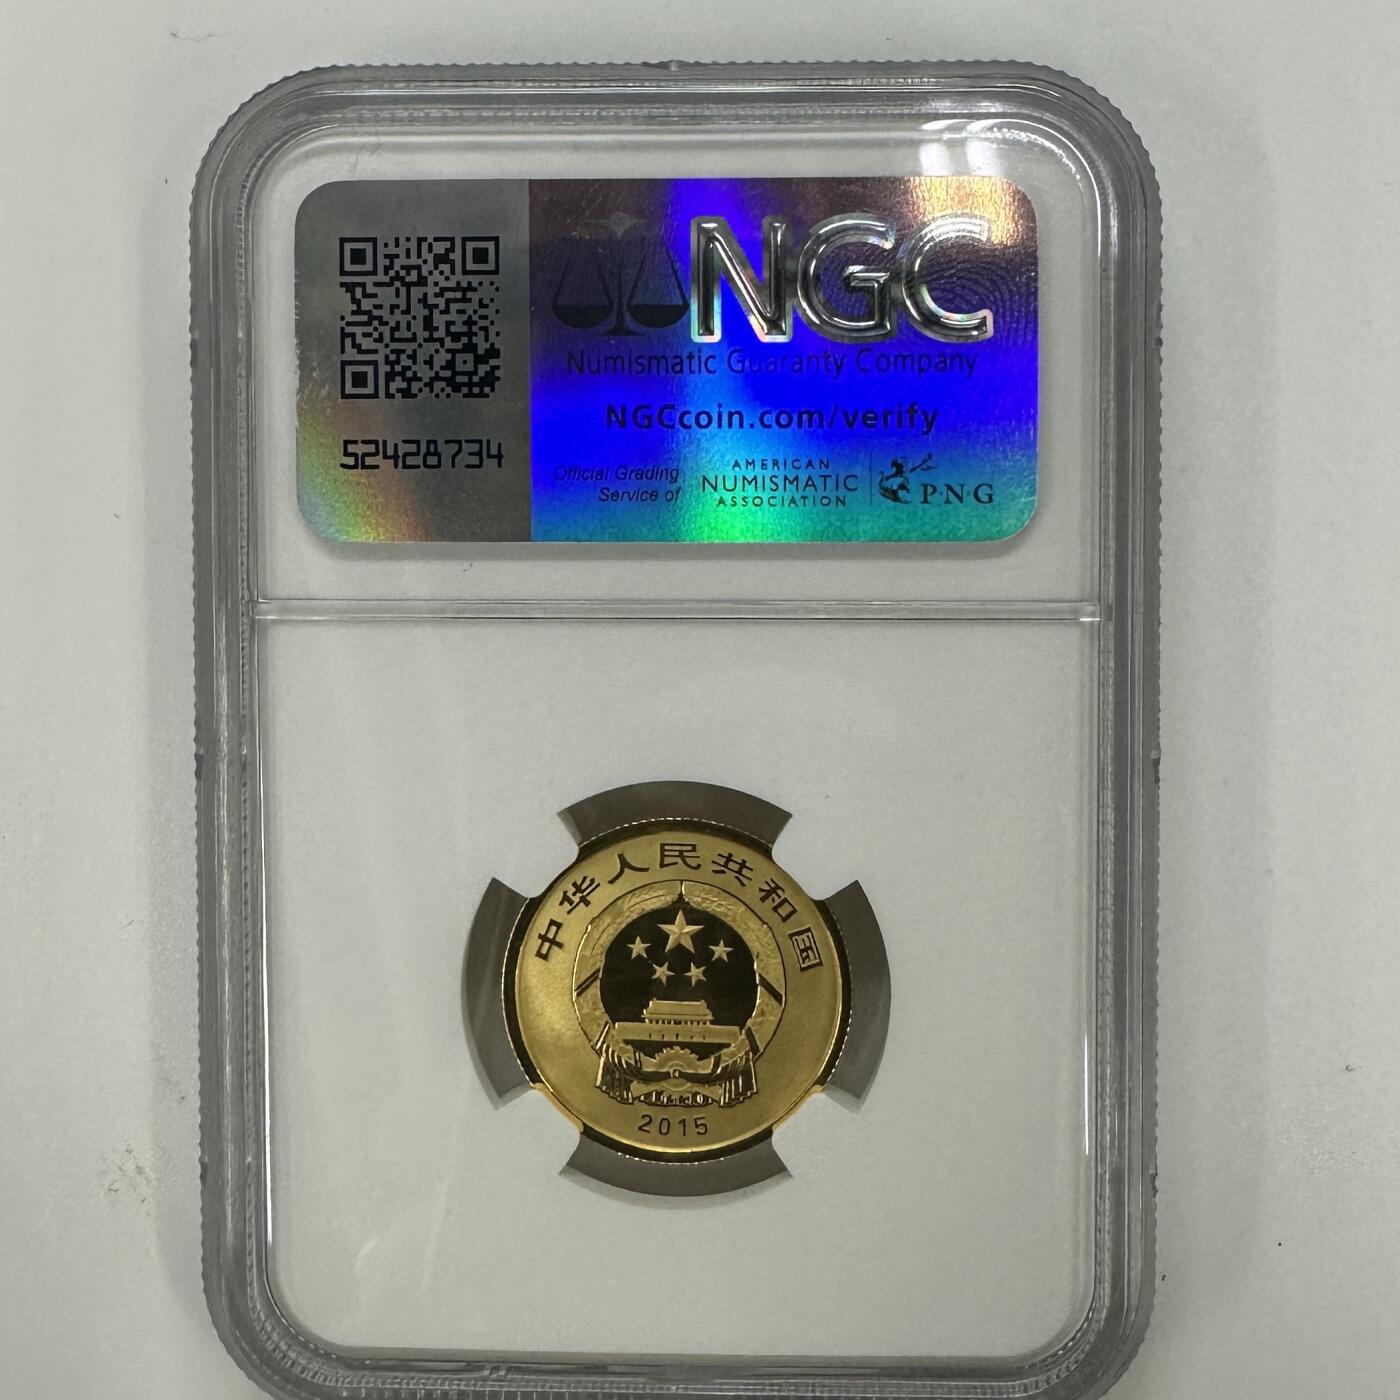 NGC
Numismatic Guaranty Company
NGCcoin.com/verify
52428734
Official Grading
Service of
AMERICAN
NUMISMATIC
ASSOCIATION
P·N·G
中华人民共和国
2015